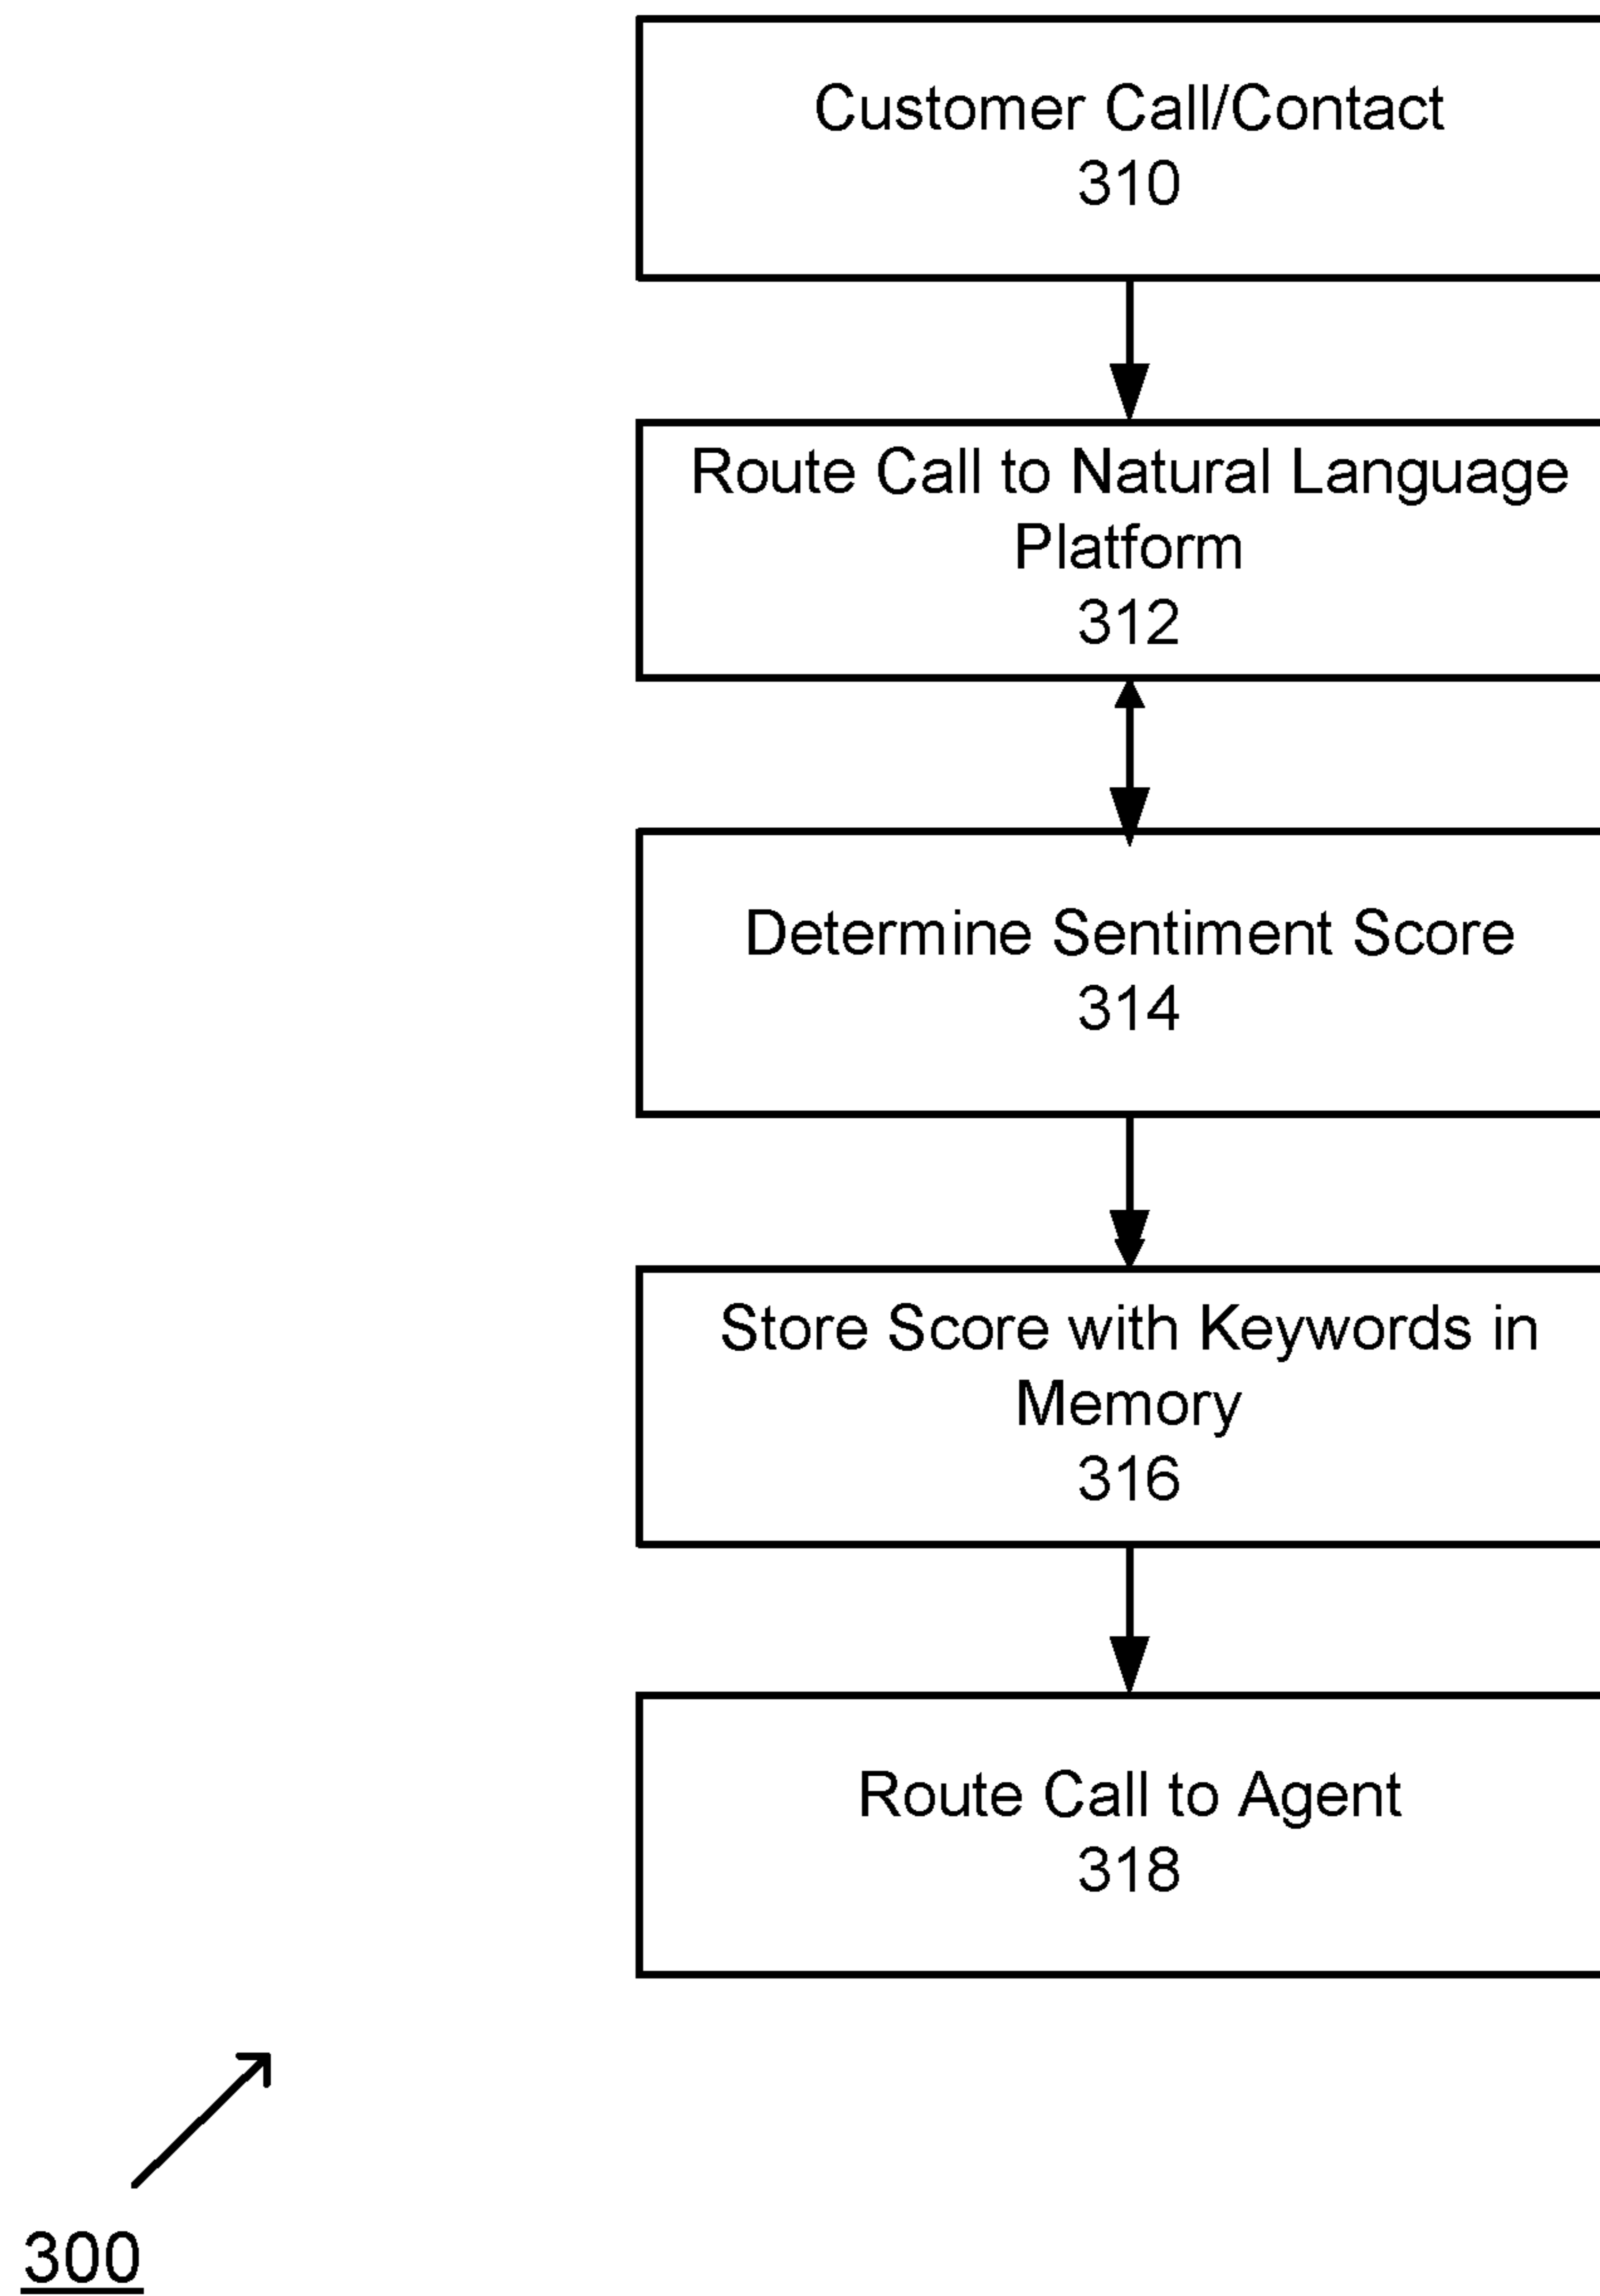 Customer Call/Contact
310
Route Call to Natural Language
Platform
312
Determine Sentiment Score
314
Store Score with Keywords in
Memory
316
Route Call to Agent
318
300